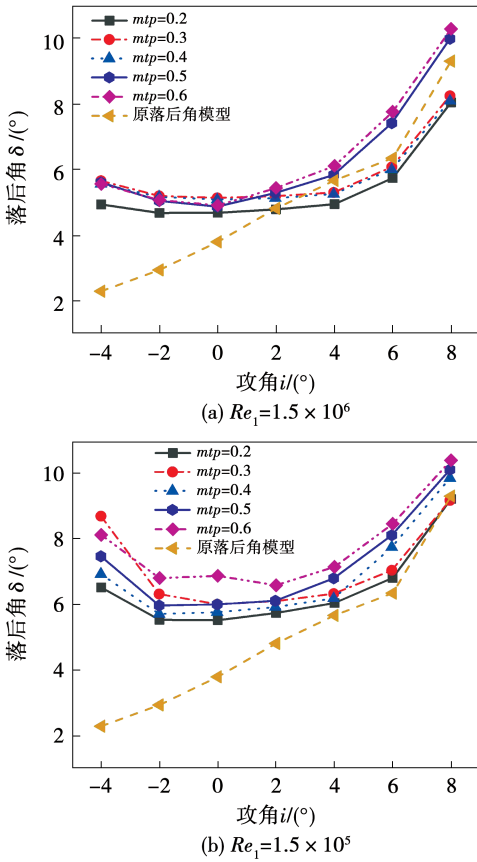 mtp=0.2
mtp=0.3
mtp=0.4
mtp=0.5
mtp=0.6
原落后角模型
落后角δ/(°)
10
8
6
4
2
−4 −2 0 2 4 6 8
攻角i/(°)
(a) Re₁=1.5 × 10⁶
mtp=0.2
mtp=0.3
mtp=0.4
mtp=0.5
mtp=0.6
原落后角模型
落后角δ/(°)
10
8
6
4
2
−4 −2 0 2 4 6 8
攻角i/(°)
(b) Re₁=1.5 × 10⁵